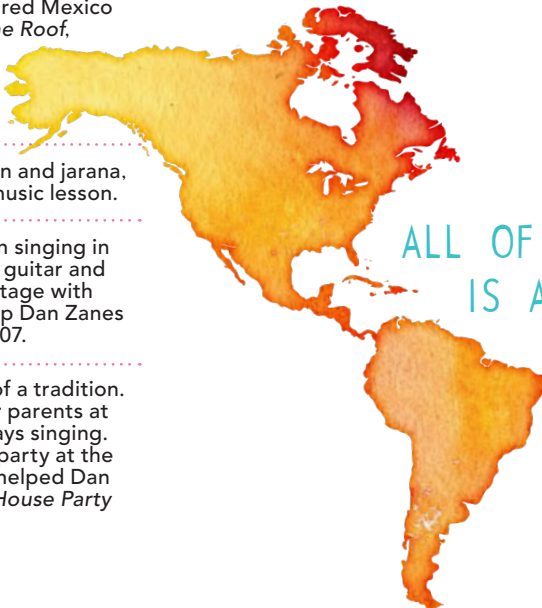 red Mexico
e Roof,
n and jarana,
music lesson.
n singing in
guitar and
tage with
p Dan Zanes
07.
of a tradition.
parents at
ays singing.
party at the
helped Dan
House Party
ALL OF
IS A